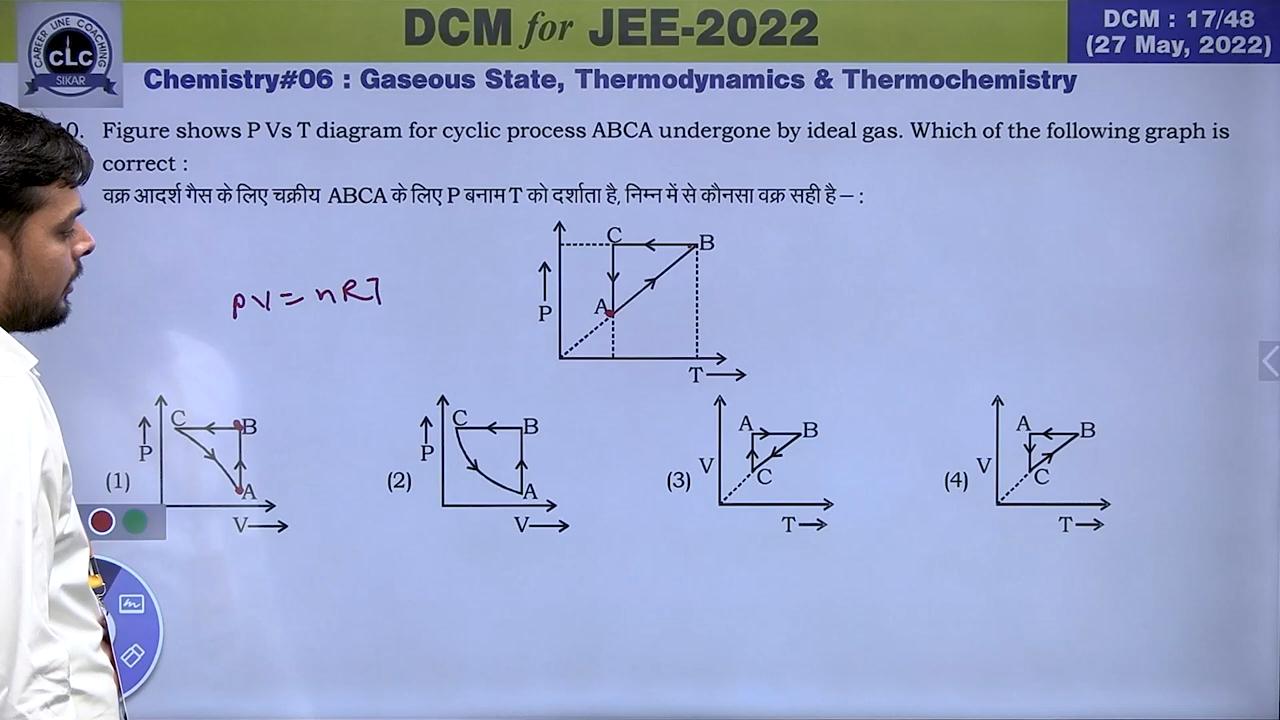 CAREER LINE COACHING
CLC
SIKAR
DCM for JEE-2022
DCM : 17/48
(27 May, 2022)
Chemistry#06 : Gaseous State, Thermodynamics & Thermochemistry
0. Figure shows P Vs T diagram for cyclic process ABCA undergone by ideal gas. Which of the following graph is
correct :
वक्र आदर्श गैस के लिए चक्रीय ABCA के लिए P बनाम T को दर्शाता है, निम्न में से कौनसा वक्र सही है– :
PV = nRT
C B
A
P
T
(1) P C B A V
(2) P C B A V
(3) V A B C T
(4) V A B C T